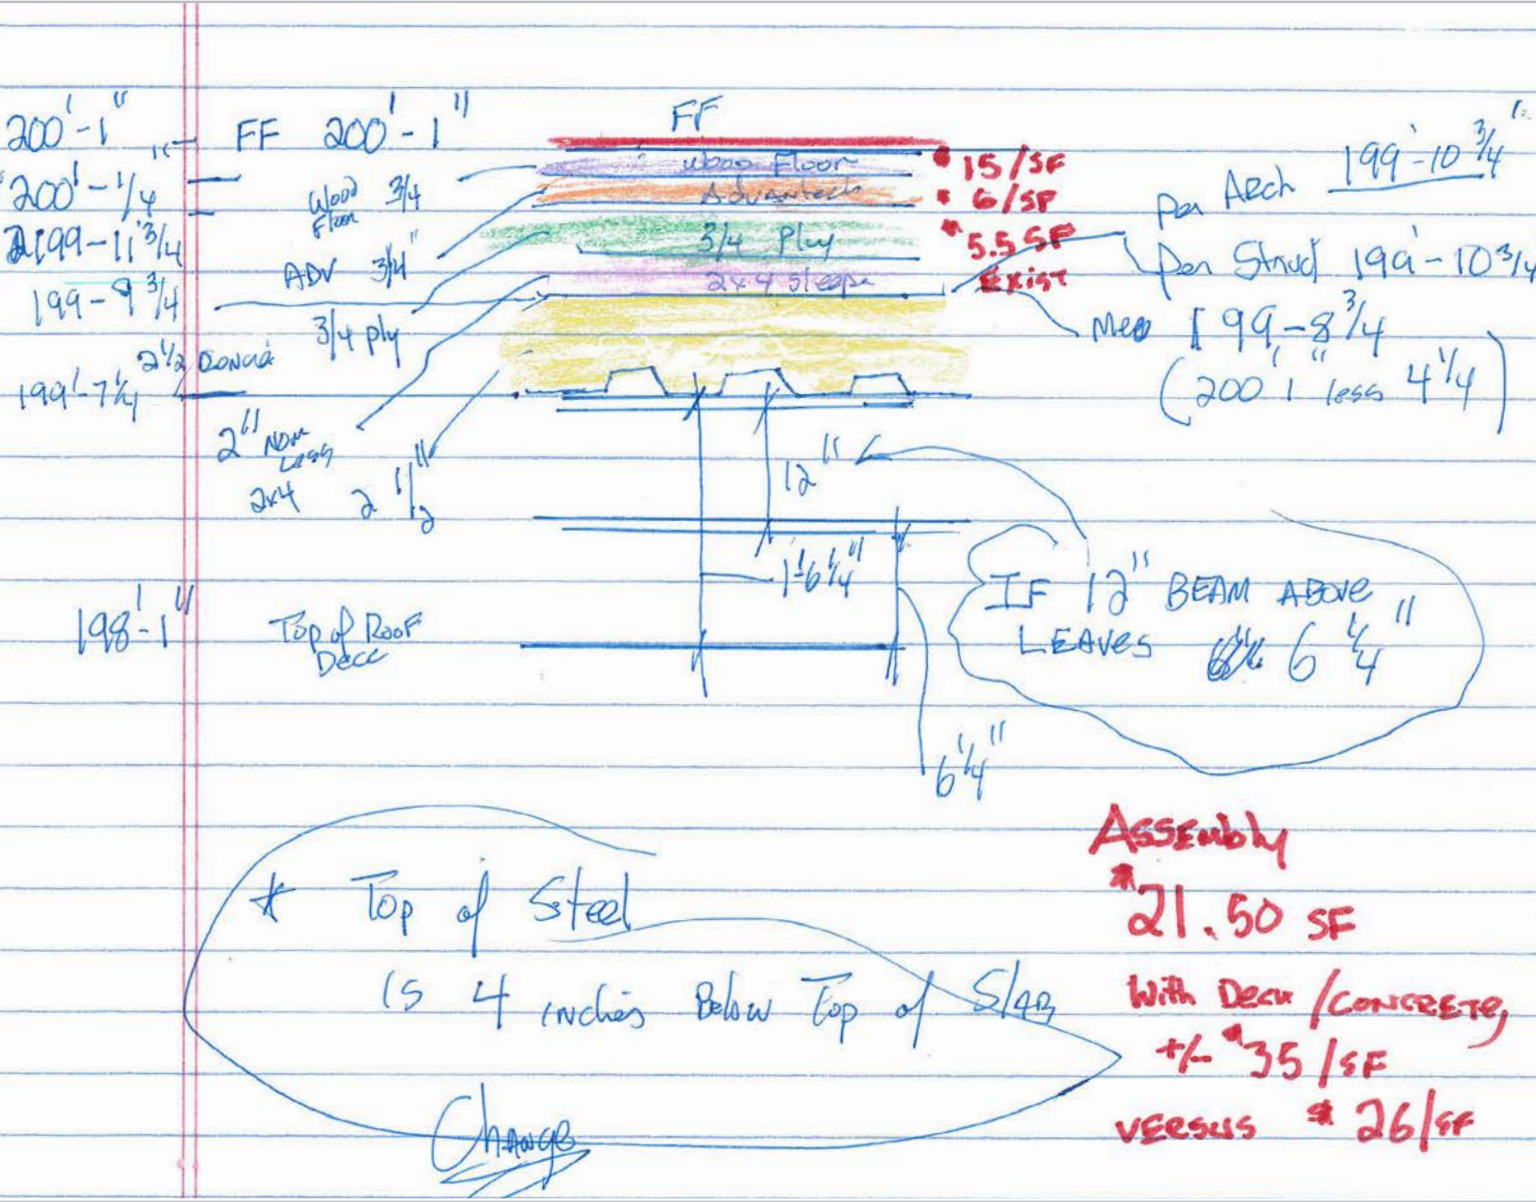 200'-1"
200'-1/4
199-11 3/4
199-9 3/4
2 1/2
199'-7 1/4
198'-1"
FF 200'-1"
Wood 3/4
Floor
ADV 3/4"
3/4 Ply
2" Nom
Less
2x4
2 1/2"
Top of Roof
Deck
FF
Wood Floor
Advantech
3/4 Ply
2x4 Sleeper
$15/SF
$6/SF
$5.5 SF
Exist
per Arch 199'-10 3/4"
per Struct 199'-10 3/4
199-8 3/4
(200'1" less 4 1/4)
12"
1'-6 1/4"
6 1/4"
IF 12" BEAM ABOVE
LEAVES 6 1/4"
* Top of Steel
is 4 inches Below Top of Slab
Change
Assembly
$21.50 SF
With Deck/CONCRETE,
+/- $35/SF
VERSUS $26/SF